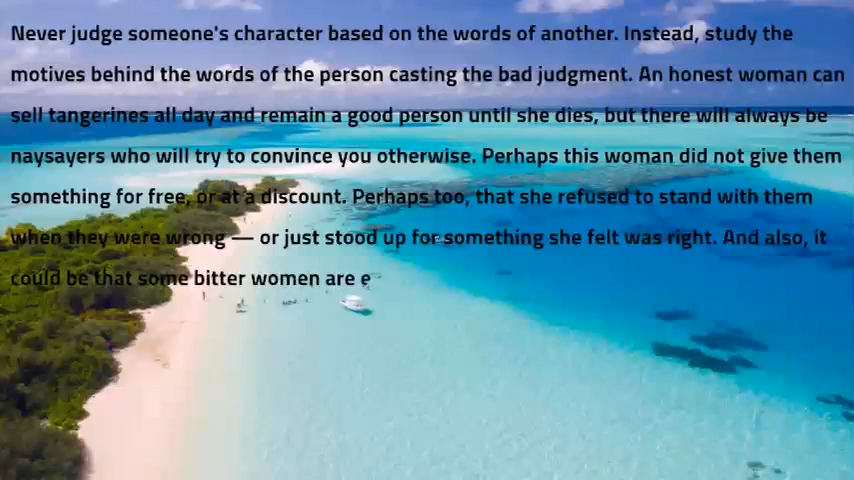 Never judge someone's character based on the words of another. Instead, study the
motives behind the words of the person casting the bad judgment. An honest woman can
sell tangerines all day and remain a good person until she dies, but there will always be
naysayers who will try to convince you otherwise. Perhaps this woman did not give them
something for free, or at a discount. Perhaps too, that she refused to stand with them
when they were wrong — or just stood up for something she felt was right. And also, it
could be that some bitter women are e